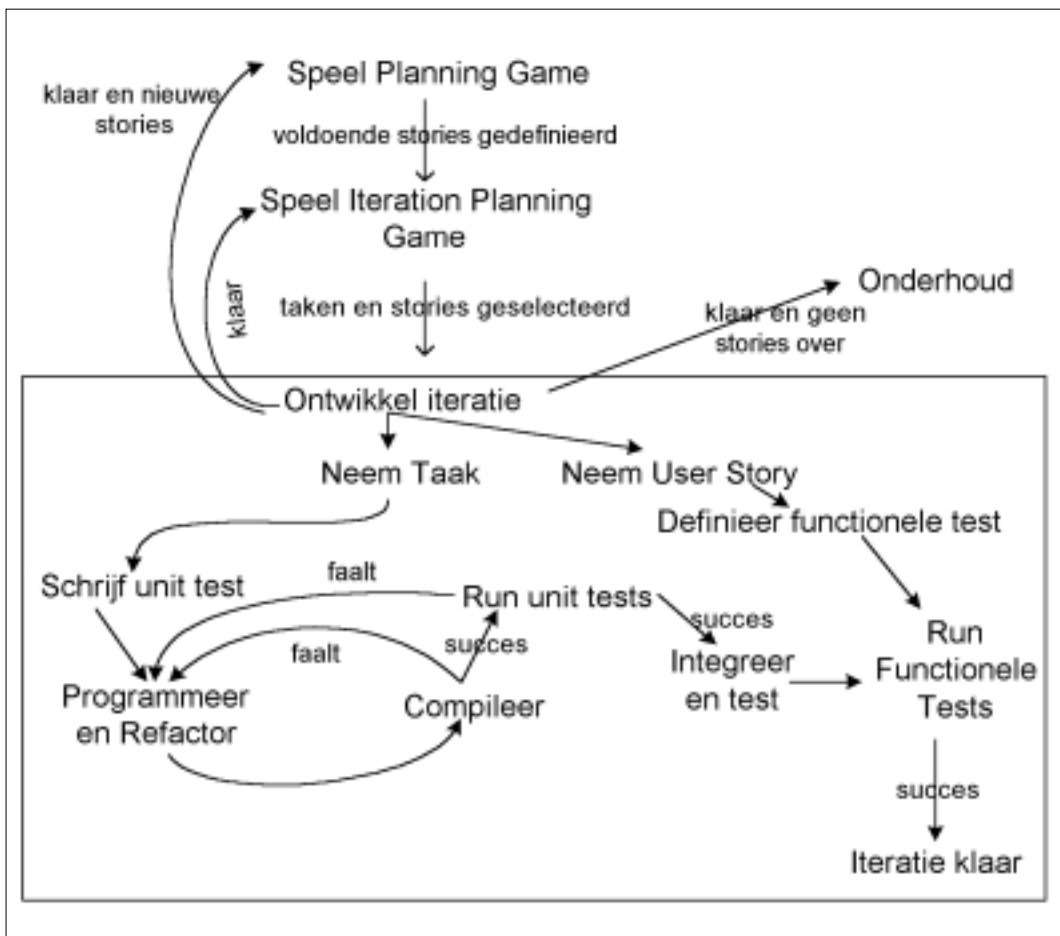 Speel Planning Game
klaar en nieuwe
stories
voldoende stories gedefinieerd
Speel Iteration Planning
Game
klaar
taken en stories geselecteerd
Onderhoud
klaar en geen
stories over
Ontwikkel iteratie
Neem Taak
Neem User Story
Definieer functionele test
Schrijf unit test
faalt
Run unit tests
succes
faalt
succes
Integreer
en test
Run
Functionele
Tests
Programmeer
en Refactor
Compileer
succes
Iteratie klaar